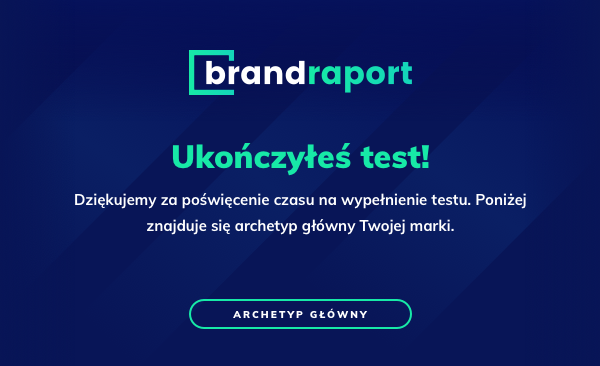 brandraport
Ukończyłeś test!
Dziękujemy za poświęcenie czasu na wypełnienie testu. Poniżej
znajduje się archetyp główny Twojej marki.
ARCHETYP GŁÓWNY